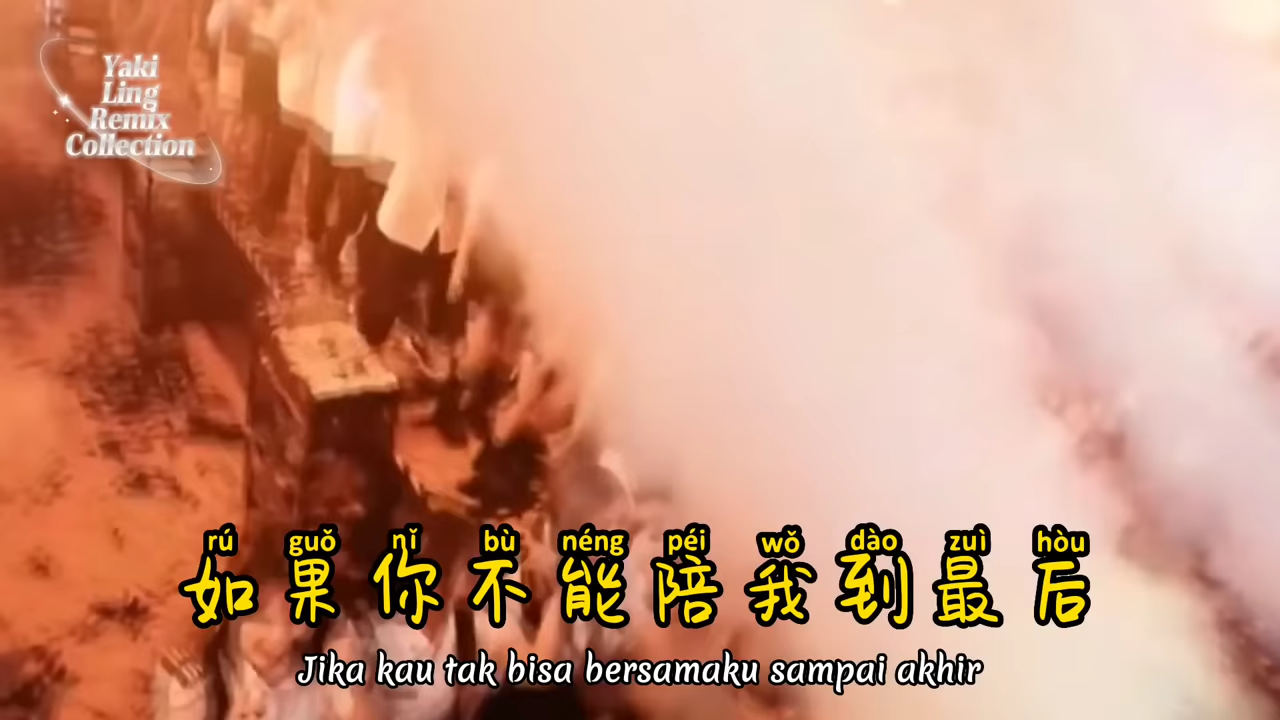 Yaki
Ling
Remix
Collection
rú guǒ nǐ bù néng péi wǒ dào zuì hòu
如果你不能陪我到最后
Jika kau tak bisa bersamaku sampai akhir